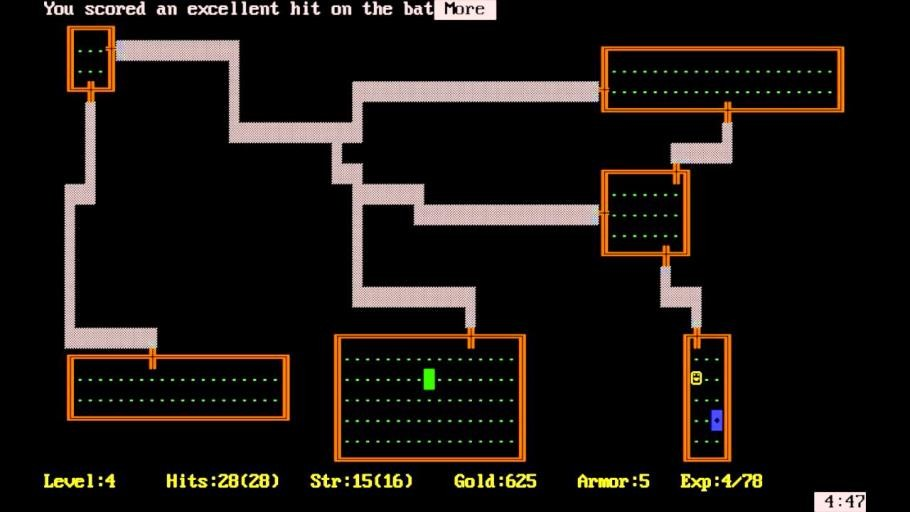 You scored an excellent hit on the bat More
Level:4 Hits:28(28) Str:15(16) Gold:625 Armor:5 Exp:4/78
4:47